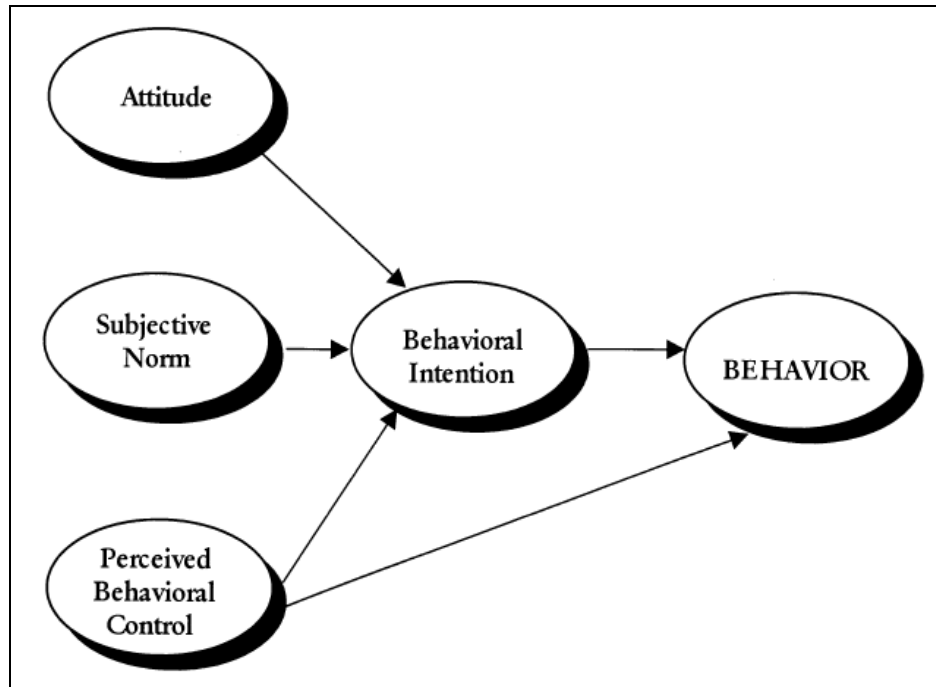 Attitude
Subjective
Norm
Behavioral
Intention
BEHAVIOR
Perceived
Behavioral
Control